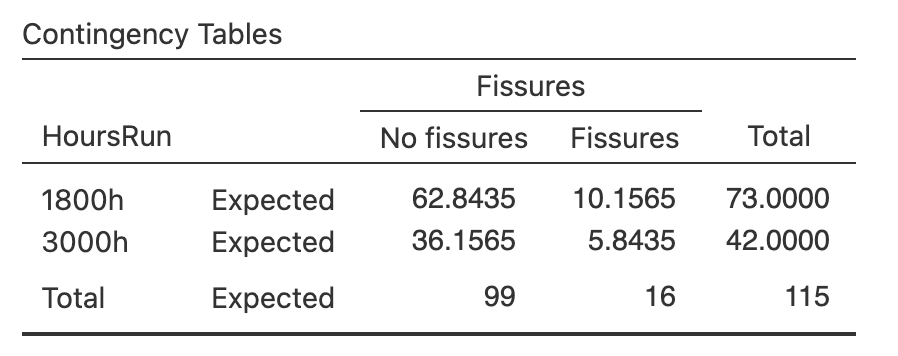 Contingency Tables
Fissures
HoursRun No fissures Fissures Total
1800h Expected 62.8435 10.1565 73.0000
3000h Expected 36.1565 5.8435 42.0000
Total Expected 99 16 115